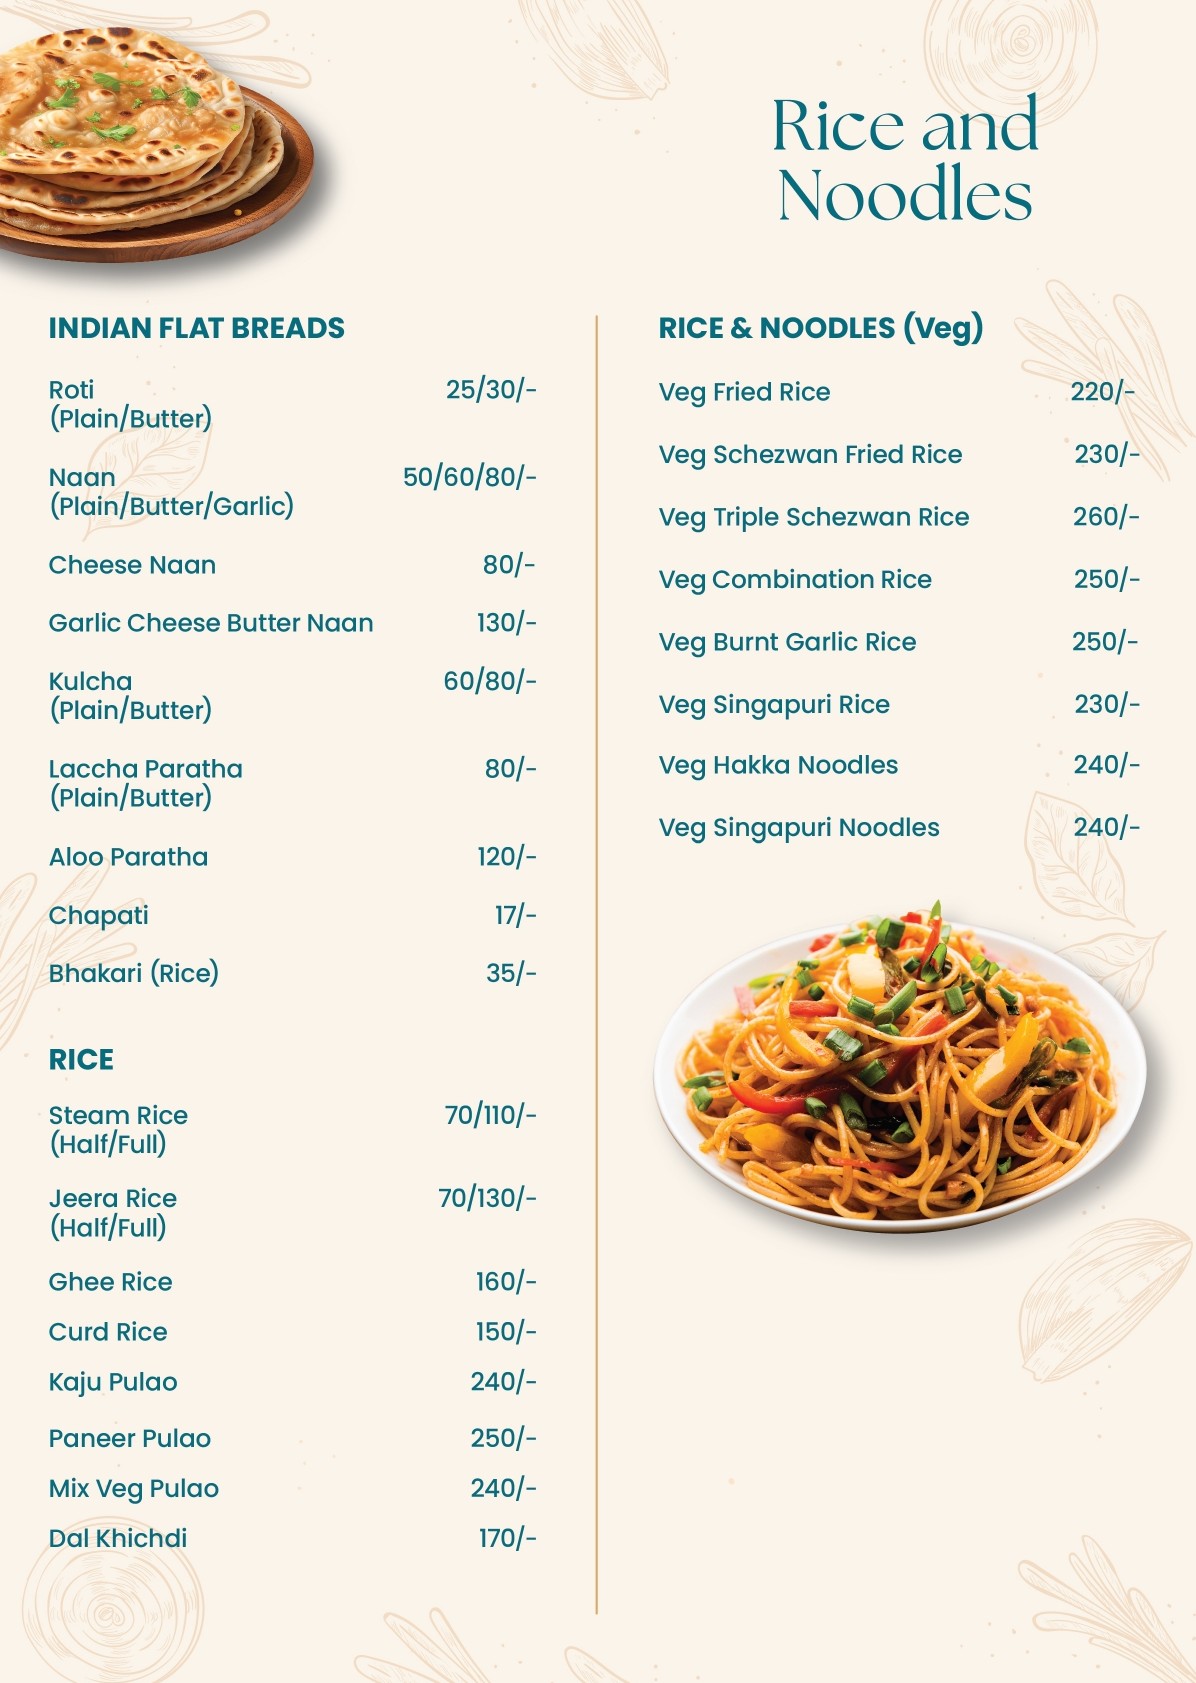 Rice and
Noodles
INDIAN FLAT BREADS
Roti 25/30/-
(Plain/Butter)
Naan 50/60/80/-
(Plain/Butter/Garlic)
Cheese Naan 80/-
Garlic Cheese Butter Naan 130/-
Kulcha 60/80/-
(Plain/Butter)
Laccha Paratha 80/-
(Plain/Butter)
Aloo Paratha 120/-
Chapati 17/-
Bhakari (Rice) 35/-
RICE
Steam Rice 70/110/-
(Half/Full)
Jeera Rice 70/130/-
(Half/Full)
Ghee Rice 160/-
Curd Rice 150/-
Kaju Pulao 240/-
Paneer Pulao 250/-
Mix Veg Pulao 240/-
Dal Khichdi 170/-
RICE & NOODLES (Veg)
Veg Fried Rice 220/-
Veg Schezwan Fried Rice 230/-
Veg Triple Schezwan Rice 260/-
Veg Combination Rice 250/-
Veg Burnt Garlic Rice 250/-
Veg Singapuri Rice 230/-
Veg Hakka Noodles 240/-
Veg Singapuri Noodles 240/-